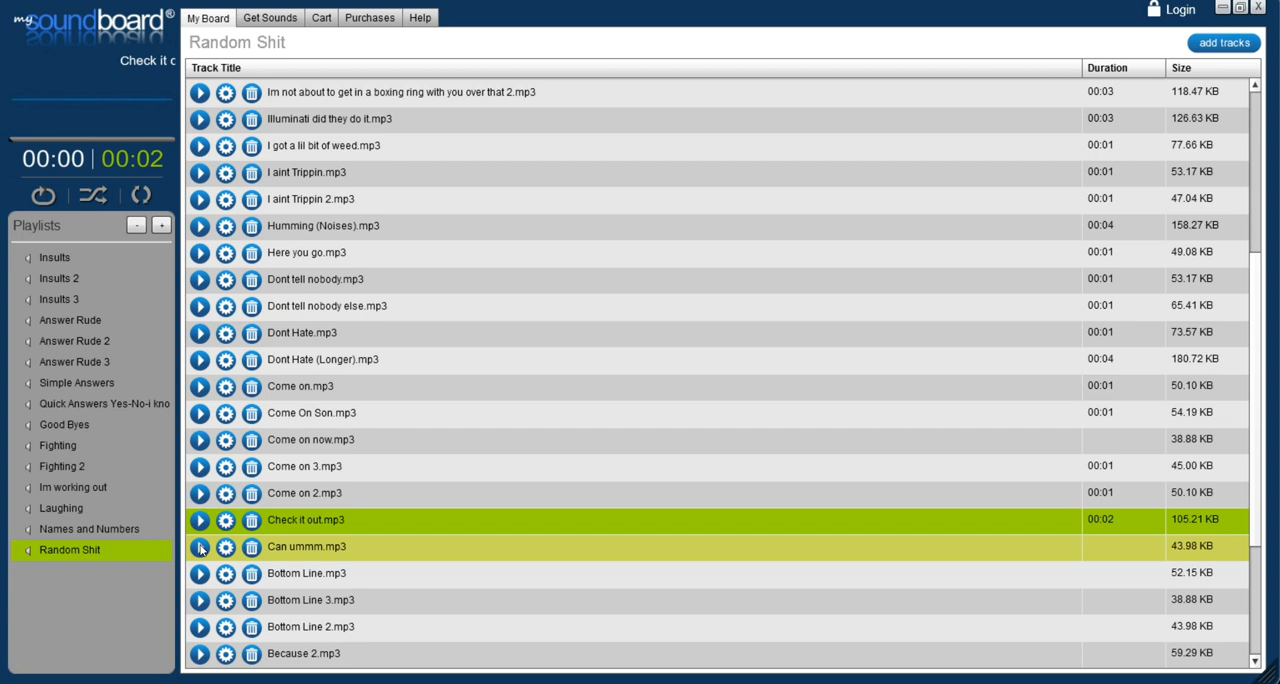 mysoundboard®
My Board Get Sounds Cart Purchases Help
Login
X
Random Shit
add tracks
Check it
Track Title Duration Size
Im not about to get in a boxing ring with you over that 2.mp3 00:03 118.47 KB
Illuminati did they do it.mp3 00:03 126.63 KB
I got a lil bit of weed.mp3 00:01 77.66 KB
I aint Trippin.mp3 00:01 53.17 KB
I aint Trippin 2.mp3 00:01 47.04 KB
Humming (Noises).mp3 00:04 158.27 KB
Here you go.mp3 00:01 49.08 KB
Dont tell nobody.mp3 00:01 53.17 KB
Dont tell nobody else.mp3 00:01 65.41 KB
Dont Hate.mp3 00:01 73.57 KB
Dont Hate (Longer).mp3 00:04 180.72 KB
Come on.mp3 00:01 50.10 KB
Come On Son.mp3 00:01 54.19 KB
Come on now.mp3 38.88 KB
Come on 3.mp3 00:01 45.00 KB
Come on 2.mp3 00:01 50.10 KB
Check it out.mp3 00:02 105.21 KB
Can ummm.mp3 43.98 KB
Bottom Line.mp3 52.15 KB
Bottom Line 3.mp3 38.88 KB
Bottom Line 2.mp3 43.98 KB
Because 2.mp3 59.29 KB
00:00 | 00:02
Playlists - +
Insults
Insults 2
Insults 3
Answer Rude
Answer Rude 2
Answer Rude 3
Simple Answers
Quick Answers Yes-No-i kno
Good Byes
Fighting
Fighting 2
Im working out
Laughing
Names and Numbers
Random Shit